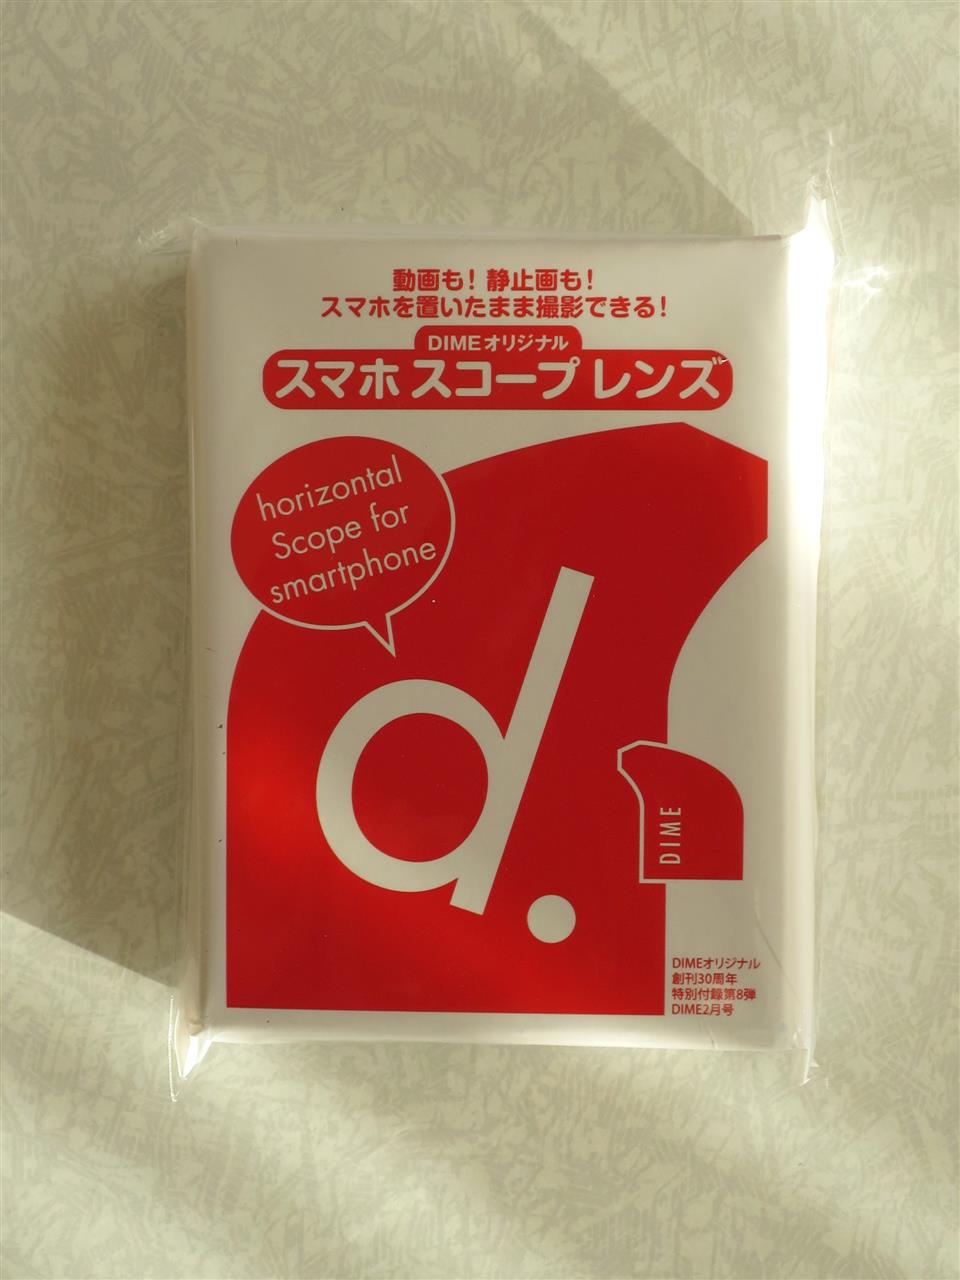 動画も！静止画も！
スマホを置いたまま撮影できる！
DIMEオリジナル
スマホ スコープ レンズ
horizontal
Scope for
smartphone
d.
DIME
DIMEオリジナル
創刊30周年
特別付録第8弾
DIME2月号